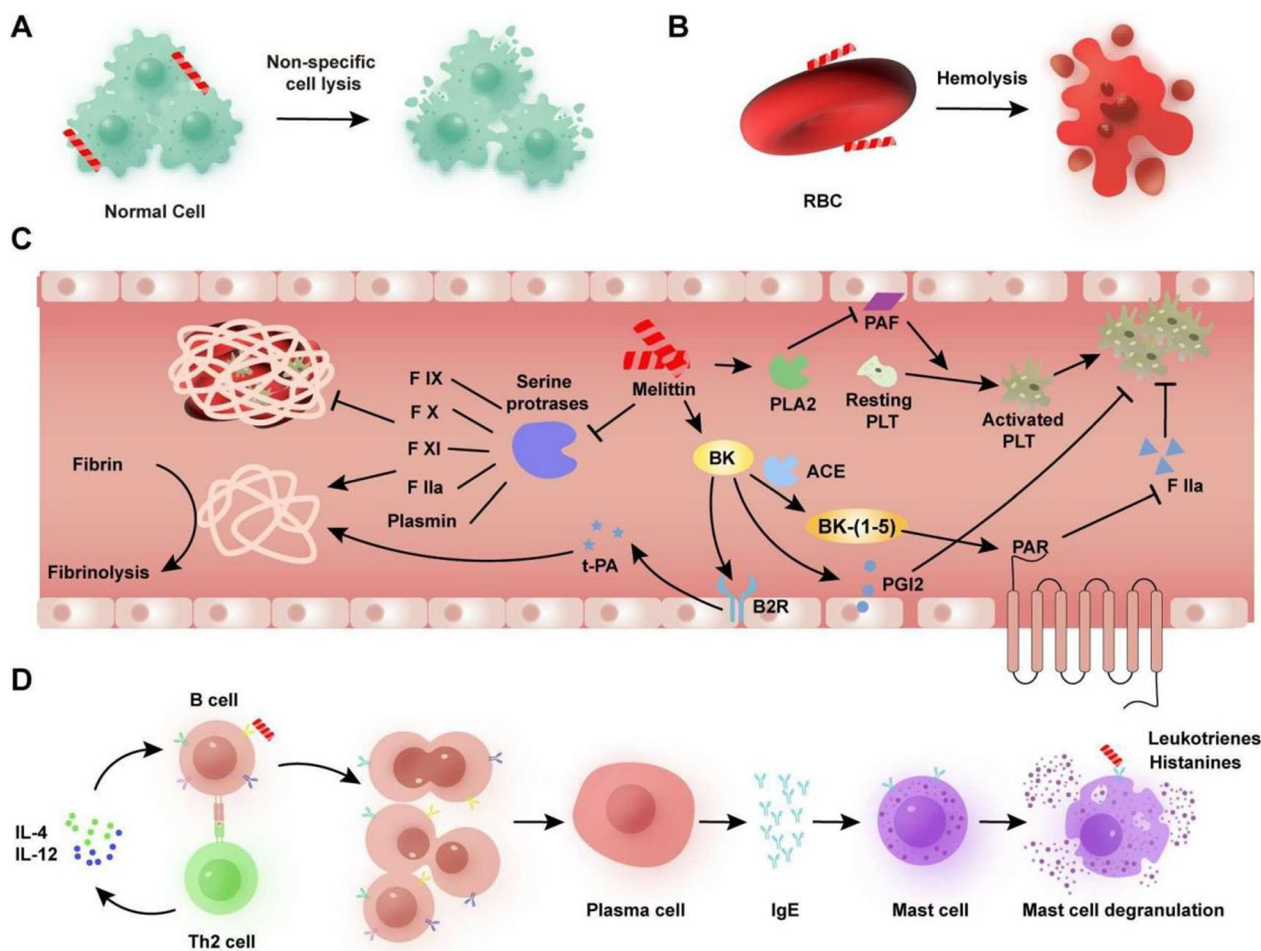 A
Non-specific
cell lysis
Normal Cell
B
Hemolysis
RBC
C
F IX
F X
F XI
F IIa
Plasmin
Serine
protrases
Melittin
PLA2
PAF
Resting
PLT
Activated
PLT
BK
ACE
BK-(1-5)
F IIa
Fibrin
Fibrinolysis
t-PA
B2R
PGI2
PAR
D
B cell
IL-4
IL-12
Th2 cell
Plasma cell
IgE
Mast cell
Leukotrienes
Histanines
Mast cell degranulation